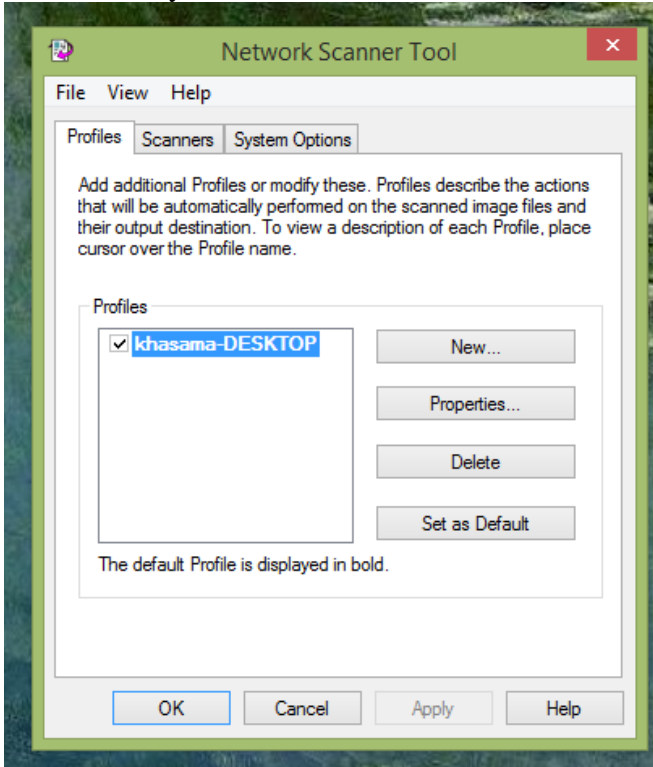 Network Scanner Tool
File View Help
Profiles Scanners System Options
Add additional Profiles or modify these. Profiles describe the actions
that will be automatically performed on the scanned image files and
their output destination. To view a description of each Profile, place
cursor over the Profile name.
Profiles
khasama-DESKTOP
New...
Properties...
Delete
Set as Default
The default Profile is displayed in bold.
OK Cancel Apply Help